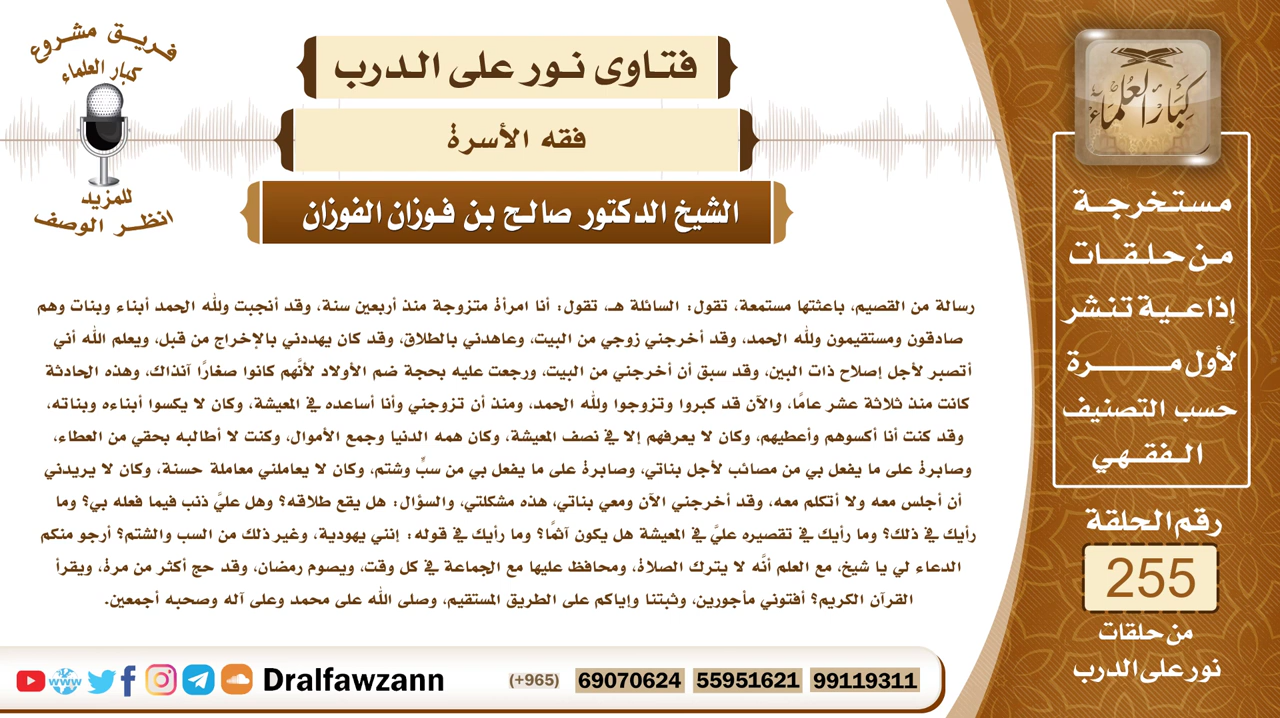 فريق مشروع
كبار العلماء
للمزيد
انظر الوصف
فتاوى نور على الدرب
فقه الأسرة
الشيخ الدكتور صالح بن فوزان الفوزان
رسالة من القصيم، باعثتها مستمعة، تقول: السائلة هـ، تقول: أنا امرأة متزوجة منذ أربعين سنة، وقد أنجبت ولله الحمد أبناء وبنات وهم
صادقون ومستقيمون ولله الحمد، وقد أخرجني زوجي من البيت، وعاهدني بالطلاق، وقد كان يهددني بالإخراج من قبل، ويعلم الله أني
أتصبر لأجل إصلاح ذات البين، وقد سبق أن أخرجني من البيت، ورجعت عليه بحجة ضم الأولاد لأنَّهم كانوا صغارًا آنذاك، وهذه الحادثة
كانت منذ ثلاثة عشر عامًا، والآن قد كبروا وتزوجوا ولله الحمد، ومنذ أن تزوجني وأنا أساعده في المعيشة، وكان لا يكسوا أبناءه وبناته،
وقد كنت أنا أكسوهم وأعطيهم، وكان لا يعرفهم إلا في نصف المعيشة، وكان همه الدنيا وجمع الأموال، وكنت لا أطالبه بحقي من العطاء،
وصابرة على ما يفعل بي من مصائب لأجل بناتي، وصابرة على ما يفعل بي من سبٍّ وشتم، وكان لا يعاملني معاملة حسنة، وكان لا يريدني
أن أجلس معه ولا أتكلم معه، وقد أخرجني الآن ومعي بناتي، هذه مشكلتي، والسؤال: هل يقع طلاقه؟ وهل عليَّ ذنب فيما فعله بي؟ وما
رأيك في ذلك؟ وما رأيك في تقصيره عليَّ في المعيشة هل يكون آثمًا؟ وما رأيك في قوله: إنني يهودية، وغير ذلك من السب والشتم؟ أرجو منكم
الدعاء لي يا شيخ، مع العلم أنَّه لا يترك الصلاة، ومحافظ عليها مع الجماعة في كل وقت، ويصوم رمضان، وقد حج أكثر من مرة، ويقرأ
القرآن الكريم؟ أفتوني مأجورين، وثبتنا وإياكم على الطريق المستقيم، وصلى الله على محمد وعلى آله وصحبه أجمعين.
كبار العلماء
مستخرجة
من حلقات
إذاعية تنشر
لأول مرة
حسب التصنيف
الفقهي
رقم الحلقة
255
من حلقات
نور على الدرب
www Dralfawzann (+965) 69070624 55951621 99119311